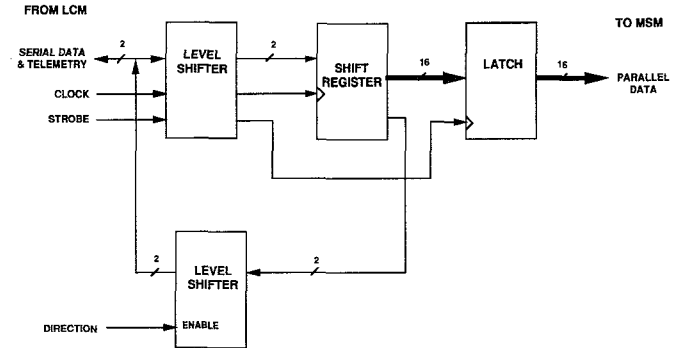 FROM LCM
TO MSM
SERIAL DATA
& TELEMETRY
2
LEVEL
SHIFTER
2
SHIFT
REGISTER
16
LATCH
16
PARALLEL
DATA
CLOCK
STROBE
2
LEVEL
SHIFTER
2
DIRECTION
ENABLE